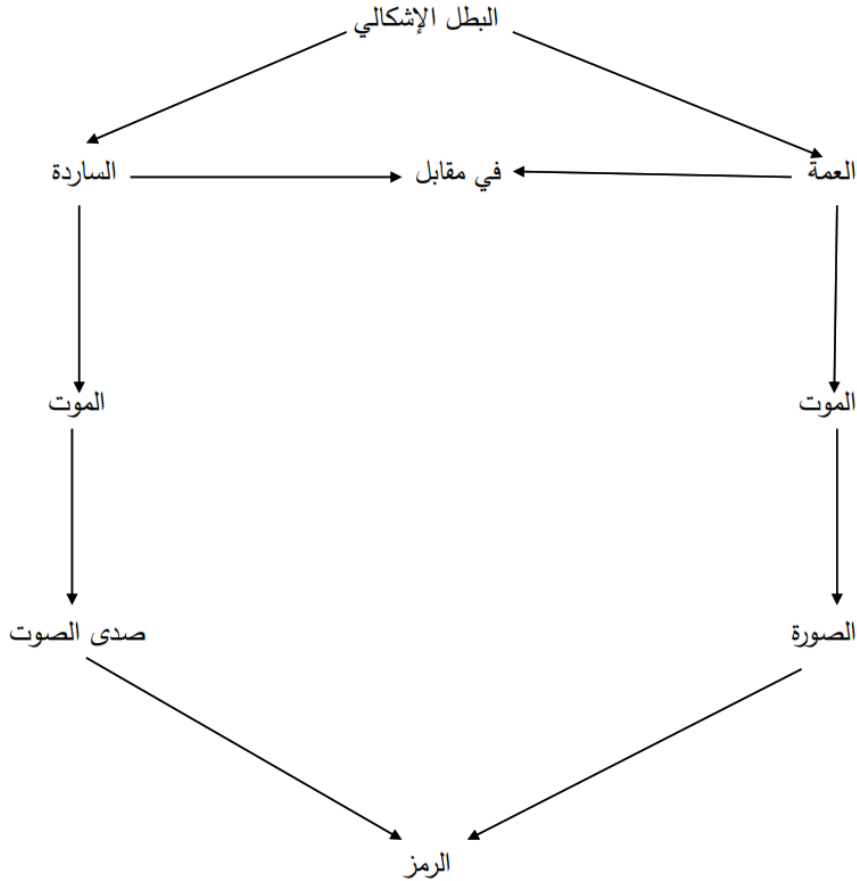 البطل الإشكالي
العمة
في مقابل
الساردة
الموت
الموت
الصورة
صدى الصوت
الرمز